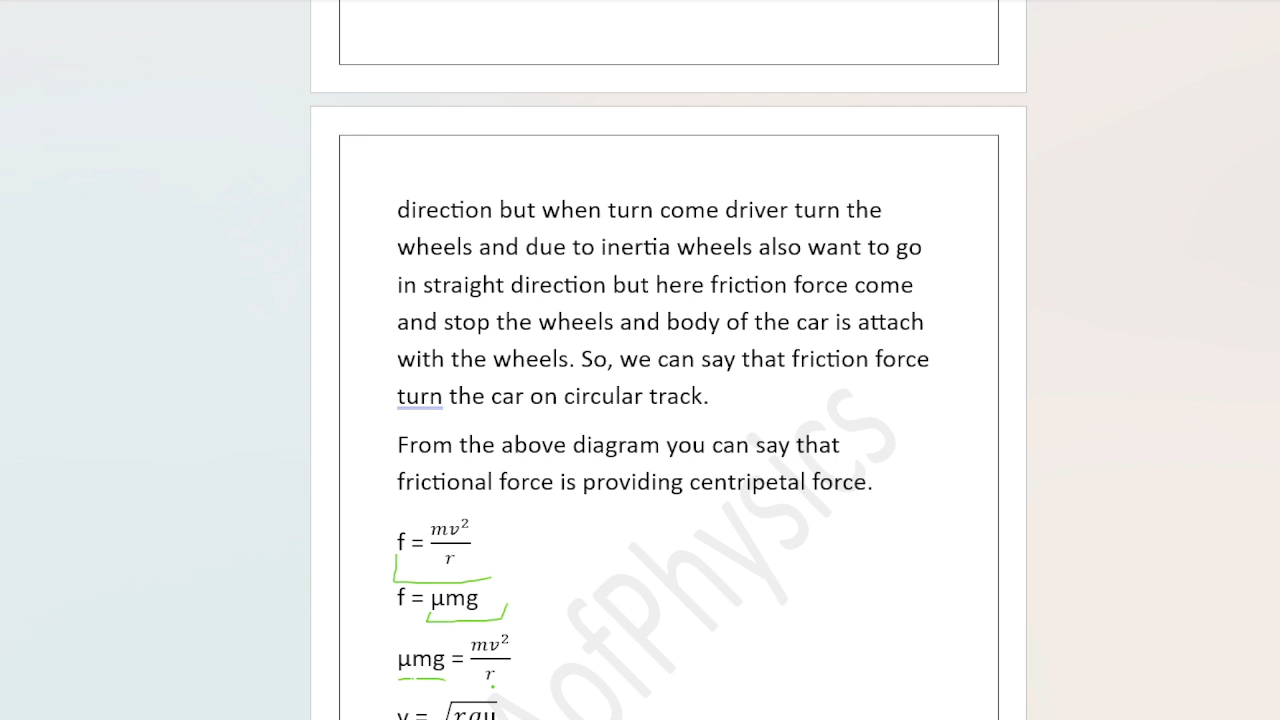 direction but when turn come driver turn the
wheels and due to inertia wheels also want to go
in straight direction but here friction force come
and stop the wheels and body of the car is attach
with the wheels. So, we can say that friction force
turn the car on circular track.
From the above diagram you can say that
frictional force is providing centripetal force.
f = mv²/r
f = μmg
μmg = mv²/r
v = √rgμ
AofPhysics